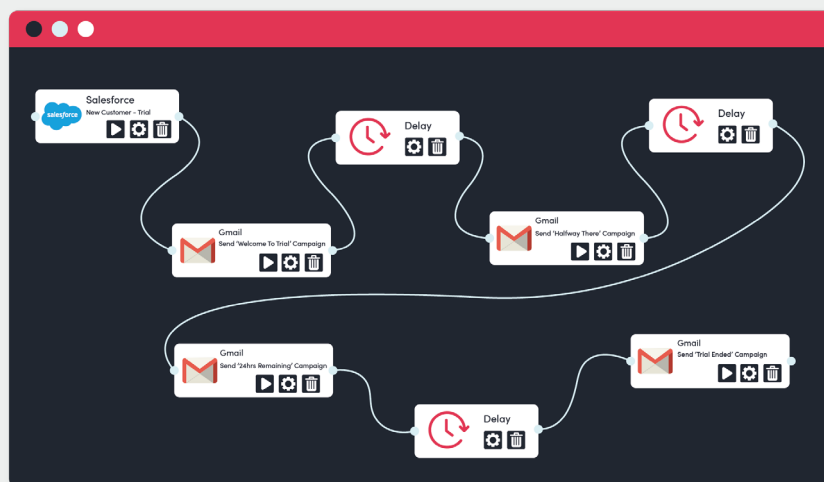 Salesforce
salesforce
New Customer - Trial
Delay
Delay
Gmail
Send 'Welcome To Trial' Campaign
Gmail
Send 'Halfway There' Campaign
Gmail
Send '24hrs Remaining' Campaign
Gmail
Send 'Trial Ended' Campaign
Delay